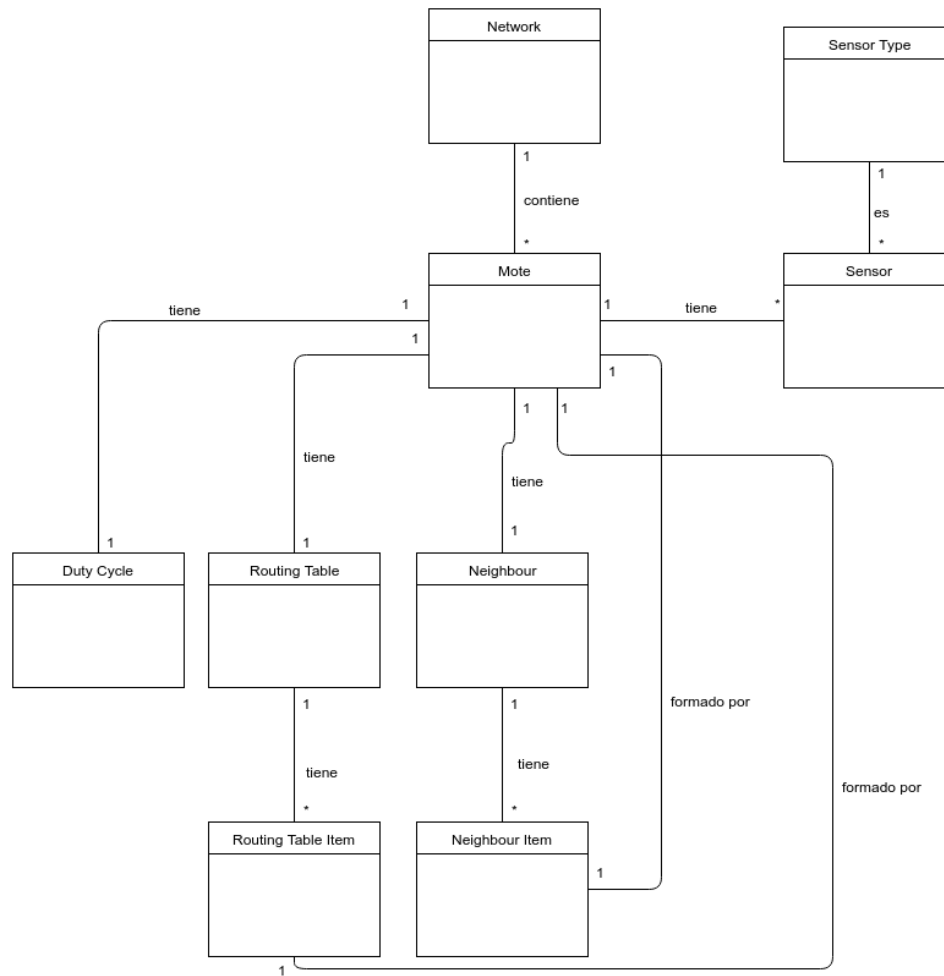 Network
Sensor Type
1
1
contiene
es
*
*
Mote
Sensor
tiene
1
1
tiene
*
1
1
1
1
tiene
tiene
1
1
1
Duty Cycle
Routing Table
Neighbour
1
1
formado por
tiene
tiene
formado por
*
*
Routing Table Item
Neighbour Item
1
1